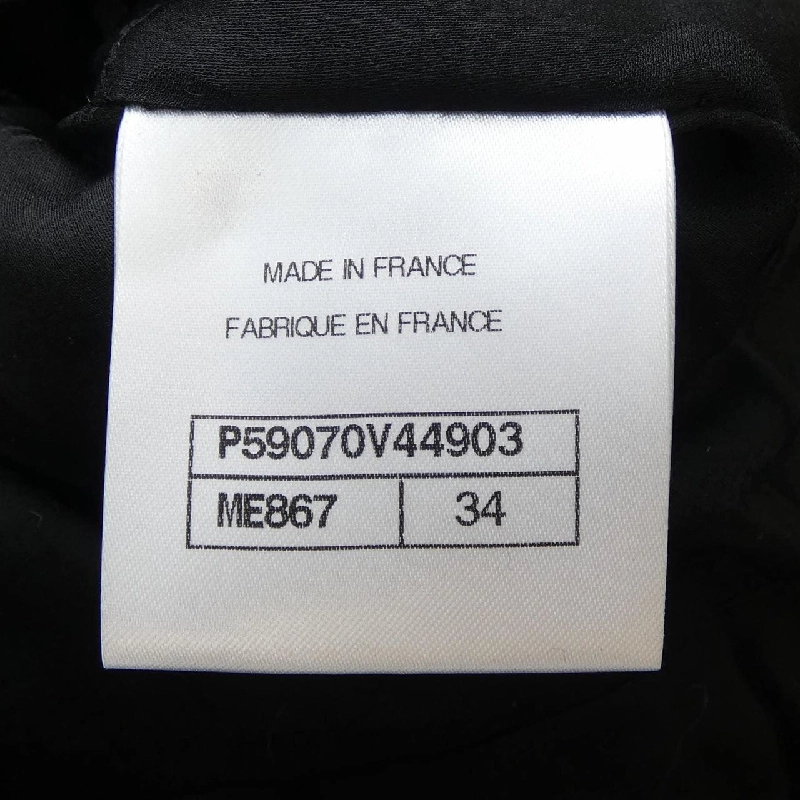 MADE IN FRANCE
FABRIQUE EN FRANCE
P59070V44903
ME867 34